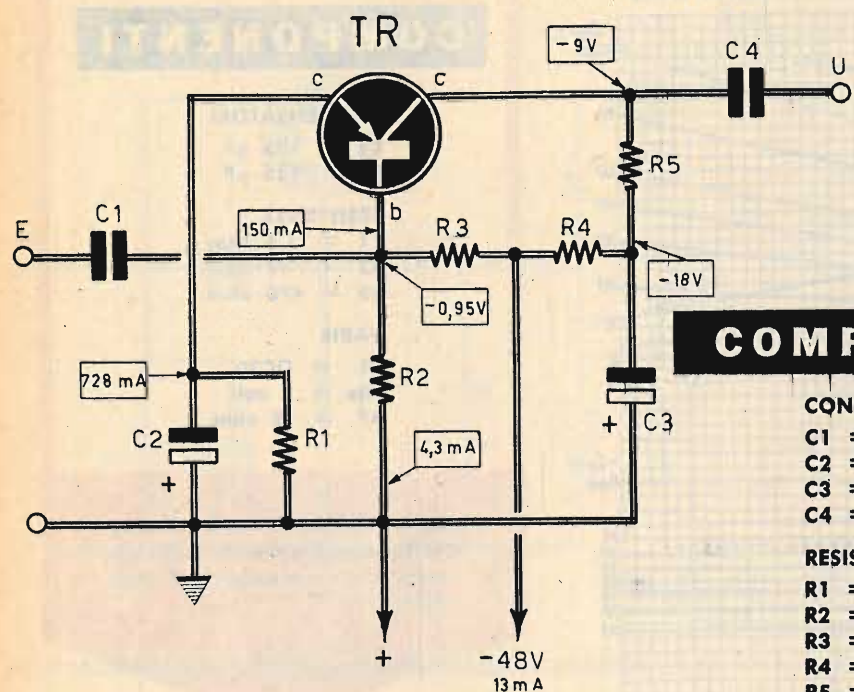 TR
-9V
C4
c
c
U
R5
C1
E
150 mA
b
R3
R4
-18V
-0,95V
728 mA
R2
C2
R1
+
C3
+
4,3 mA
+
-48V
13 mA
COMP
CON
C1 =
C2 =
C3 =
C4 =
RESIS
R1 =
R2 =
R3 =
R4 =
R5 =